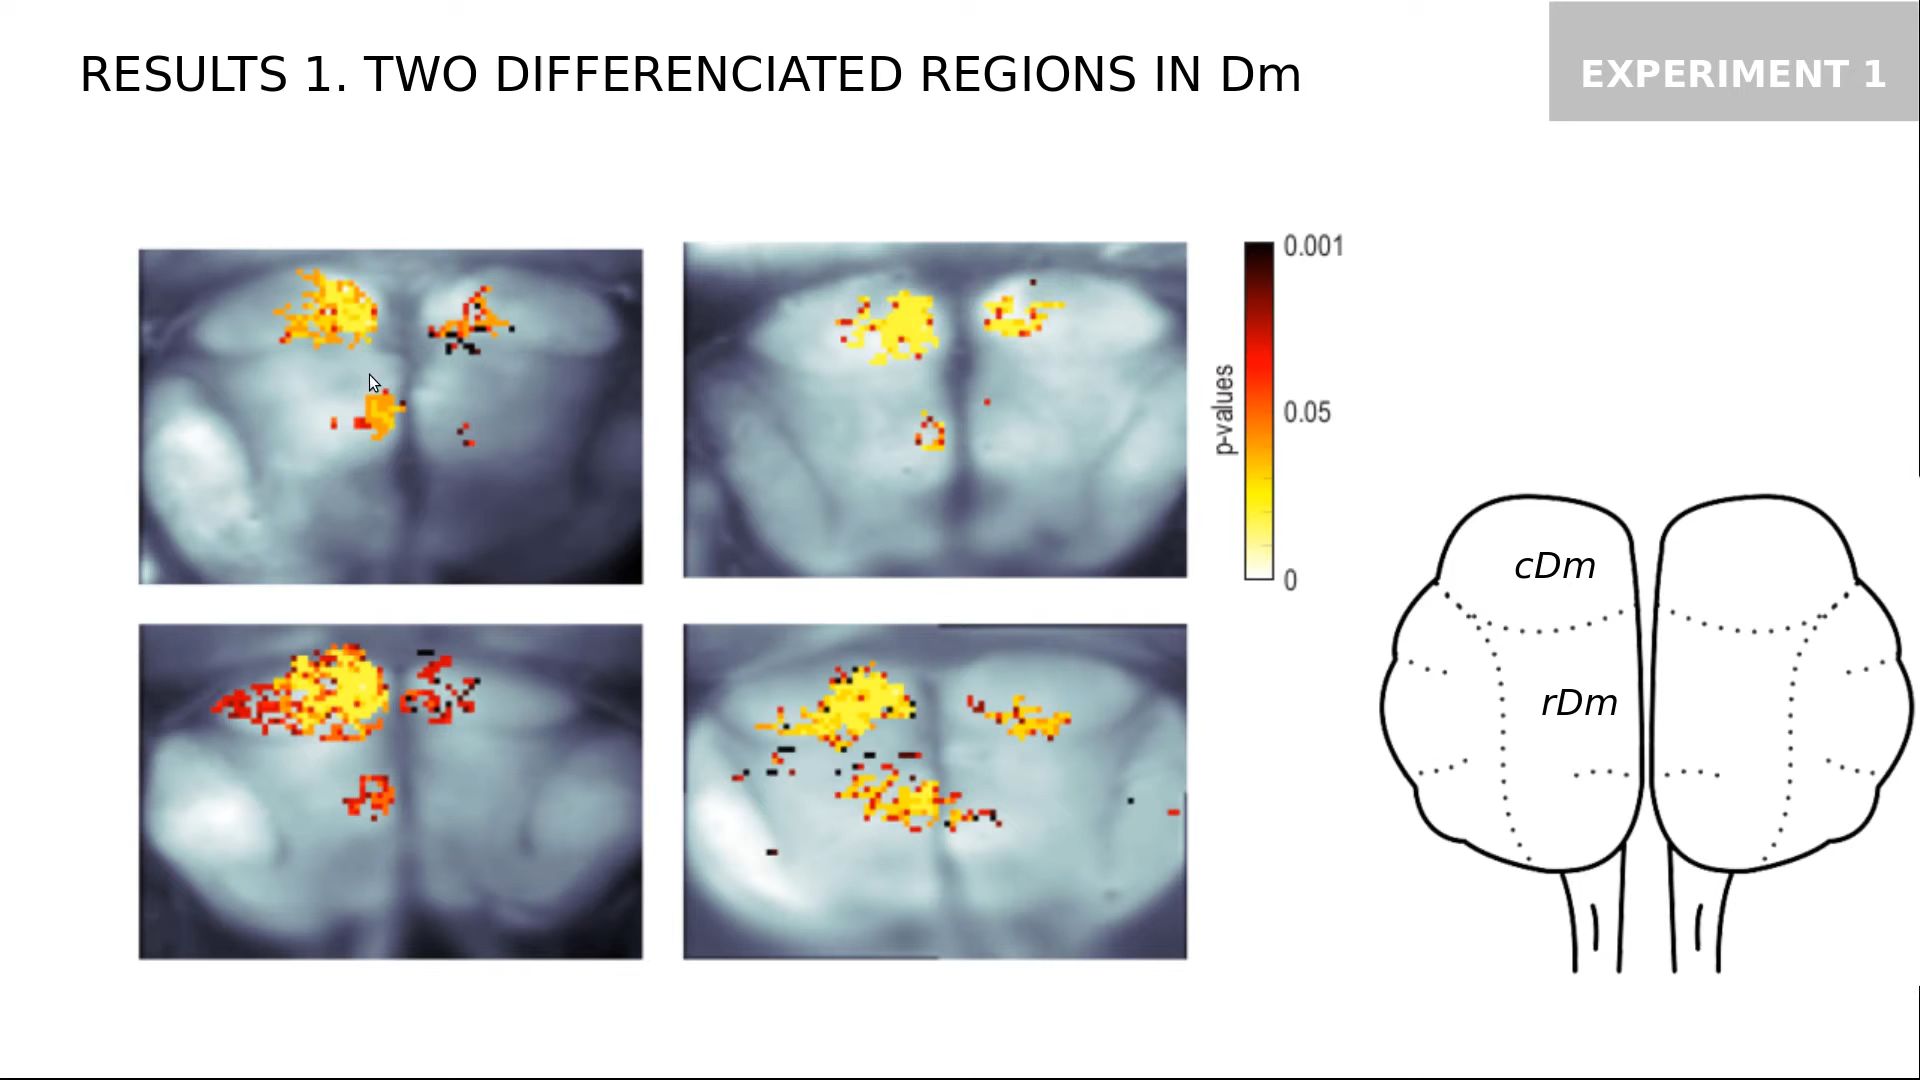 RESULTS 1. TWO DIFFERENCIATED REGIONS IN Dm
EXPERIMENT 1
0.001
p-values
0.05
0
cDm
rDm